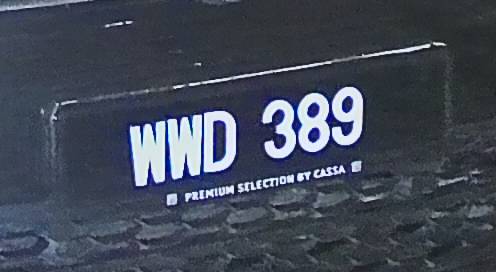 WWD 389
PREMIUM SELECTION BY CASSA